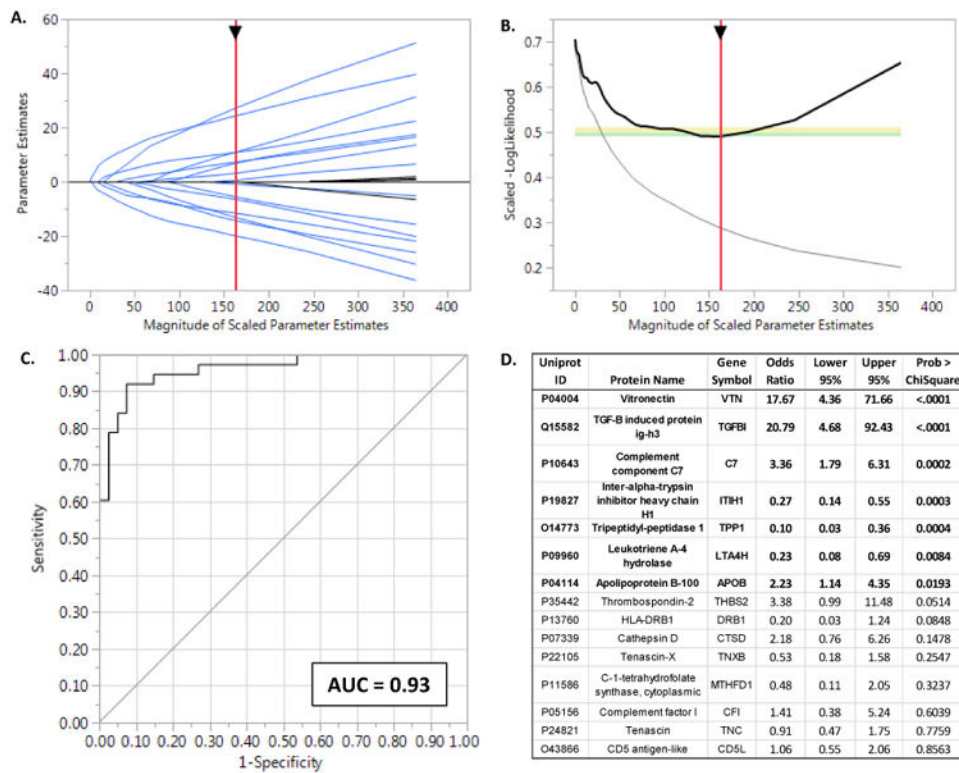 A.
60
40
20
0
-20
-40
Parameter Estimates
0 50 100 150 200 250 300 350 400
Magnitude of Scaled Parameter Estimates
B.
0.7
0.6
0.5
0.4
0.3
0.2
Scaled -LogLikelihood
0 50 100 150 200 250 300 350 400
Magnitude of Scaled Parameter Estimates
C.
1.00
0.90
0.80
0.70
0.60
0.50
0.40
0.30
0.20
0.10
0.00
Sensitivity
AUC = 0.93
0.00 0.10 0.20 0.30 0.40 0.50 0.60 0.70 0.80 0.90 1.00
1-Specificity
D.
Uniprot ID Protein Name Gene Symbol Odds Ratio Lower 95% Upper 95% Prob > ChiSquare
P04004 Vitronectin VTN 17.67 4.36 71.66 <.0001
Q15582 TGF-B induced protein ig-h3 TGFBI 20.79 4.68 92.43 <.0001
P10643 Complement component C7 C7 3.36 1.79 6.31 0.0002
P19827 Inter-alpha-trypsin inhibitor heavy chain H1 ITIH1 0.27 0.14 0.55 0.0003
O14773 Tripeptidyl-peptidase 1 TPP1 0.10 0.03 0.36 0.0004
P09960 Leukotriene A-4 hydrolase LTA4H 0.23 0.08 0.69 0.0084
P04114 Apolipoprotein B-100 APOB 2.23 1.14 4.35 0.0193
P35442 Thrombospondin-2 THBS2 3.38 0.99 11.48 0.0514
P13760 HLA-DRB1 DRB1 0.20 0.03 1.24 0.0848
P07339 Cathepsin D CTSD 2.18 0.76 6.26 0.1478
P22105 Tenascin-X TNXB 0.53 0.18 1.58 0.2547
P11586 C-1-tetrahydrofolate synthase, cytoplasmic MTHFD1 0.48 0.11 2.05 0.3237
P05156 Complement factor I CFI 1.41 0.38 5.24 0.6039
P24821 Tenascin TNC 0.91 0.47 1.75 0.7759
O43866 CD5 antigen-like CD5L 1.06 0.55 2.06 0.8563